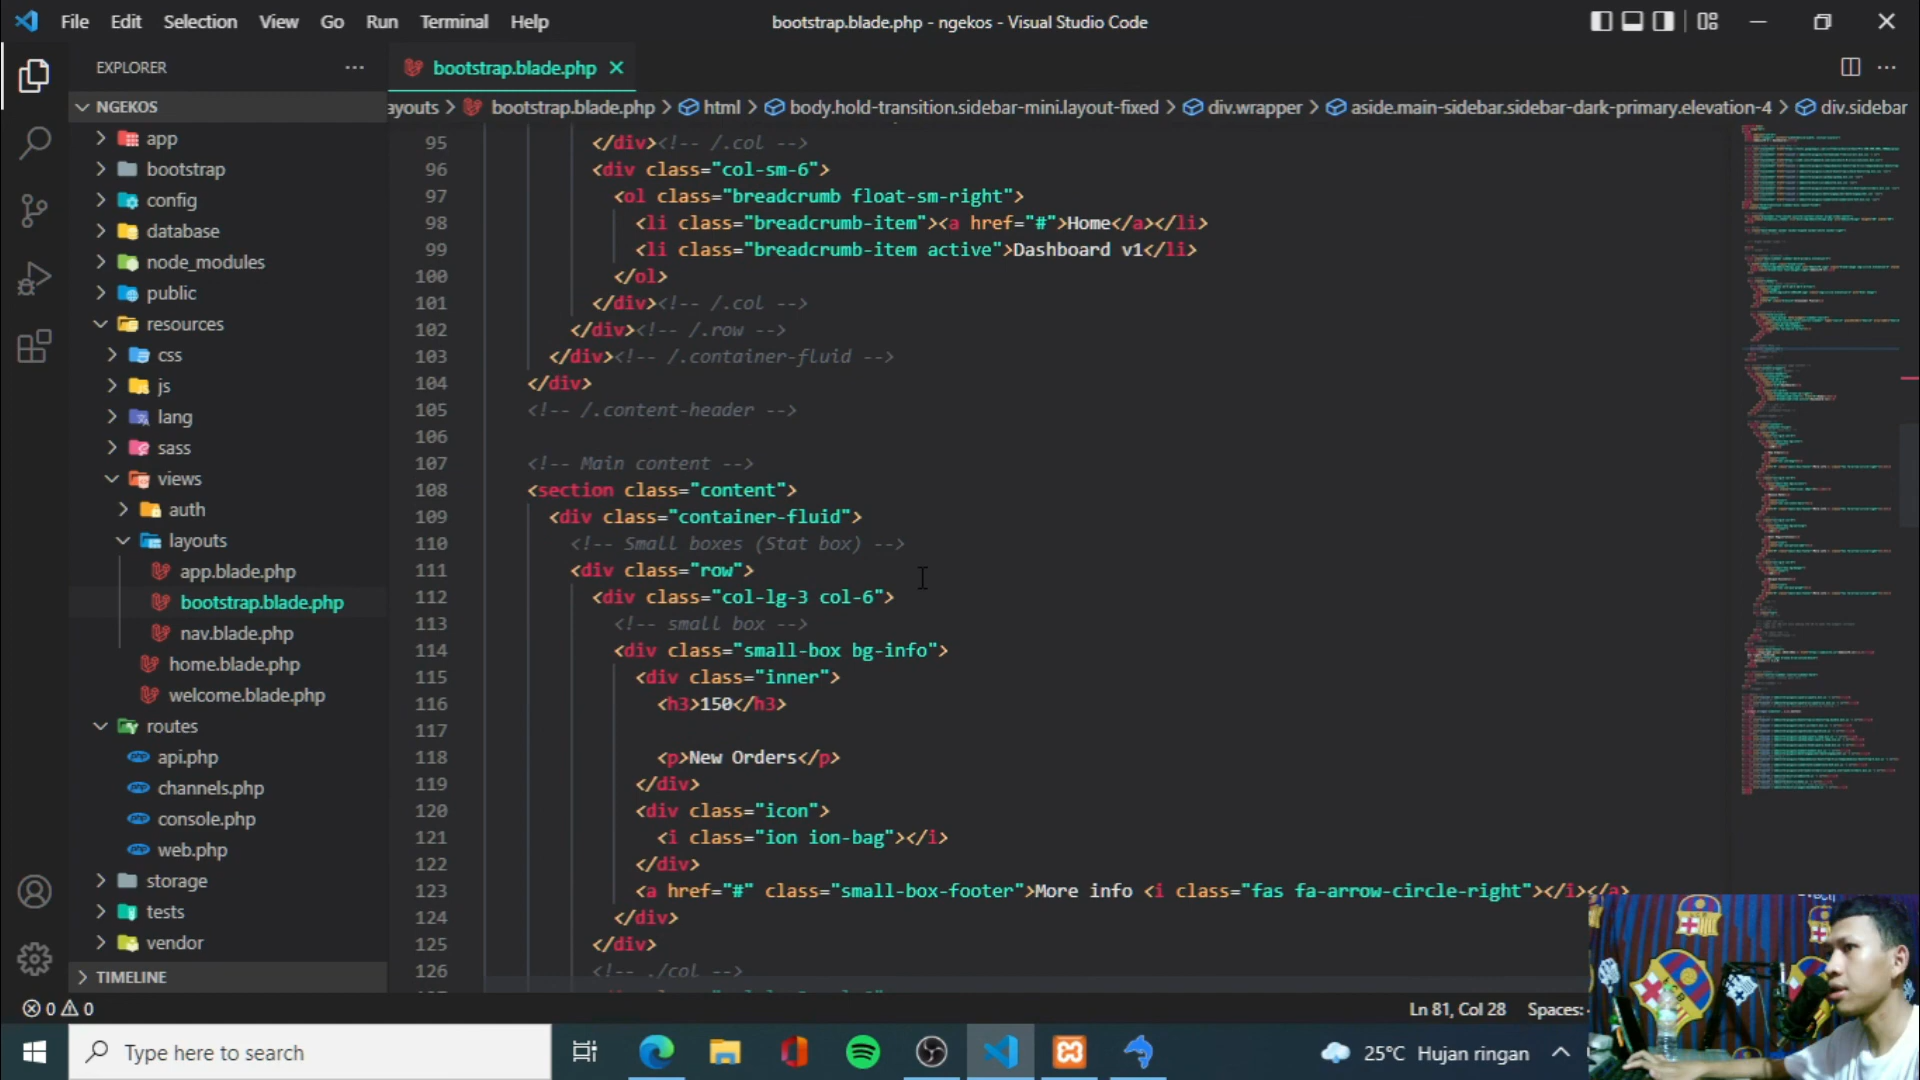 File Edit Selection View Go Run Terminal Help
bootstrap.blade.php - ngekos - Visual Studio Code
EXPLORER
bootstrap.blade.php
NGEKOS
ayouts > bootstrap.blade.php > html > body.hold-transition.sidebar-mini.layout-fixed > div.wrapper > aside.main-sidebar.sidebar-dark-primary.elevation-4 > div.sidebar
app
bootstrap
config
database
node_modules
public
resources
css
js
lang
sass
views
auth
layouts
app.blade.php
bootstrap.blade.php
nav.blade.php
home.blade.php
welcome.blade.php
routes
api.php
channels.php
console.php
web.php
storage
tests
vendor
TIMELINE
95 </div><!-- /.col -->
96 <div class="col-sm-6">
97 <ol class="breadcrumb float-sm-right">
98 <li class="breadcrumb-item"><a href="#">Home</a></li>
99 <li class="breadcrumb-item active">Dashboard v1</li>
100 </ol>
101 </div><!-- /.col -->
102 </div><!-- /.row -->
103 </div><!-- /.container-fluid -->
104 </div>
105 <!-- /.content-header -->
106
107 <!-- Main content -->
108 <section class="content">
109 <div class="container-fluid">
110 <!-- Small boxes (Stat box) -->
111 <div class="row">
112 <div class="col-lg-3 col-6">
113 <!-- small box -->
114 <div class="small-box bg-info">
115 <div class="inner">
116 <h3>150</h3>
117
118 <p>New Orders</p>
119 </div>
120 <div class="icon">
121 <i class="ion ion-bag"></i>
122 </div>
123 <a href="#" class="small-box-footer">More info <i class="fas fa-arrow-circle-right"></i></a>
124 </div>
125 </div>
126 <!-- ./col -->
0 0
Ln 81, Col 28 Spaces:
Type here to search
25°C Hujan ringan